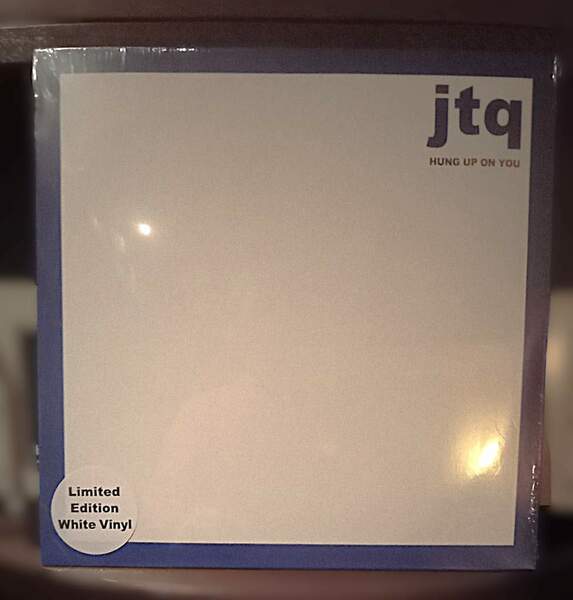 jtq
HUNG UP ON YOU
Limited
Edition
White Vinyl